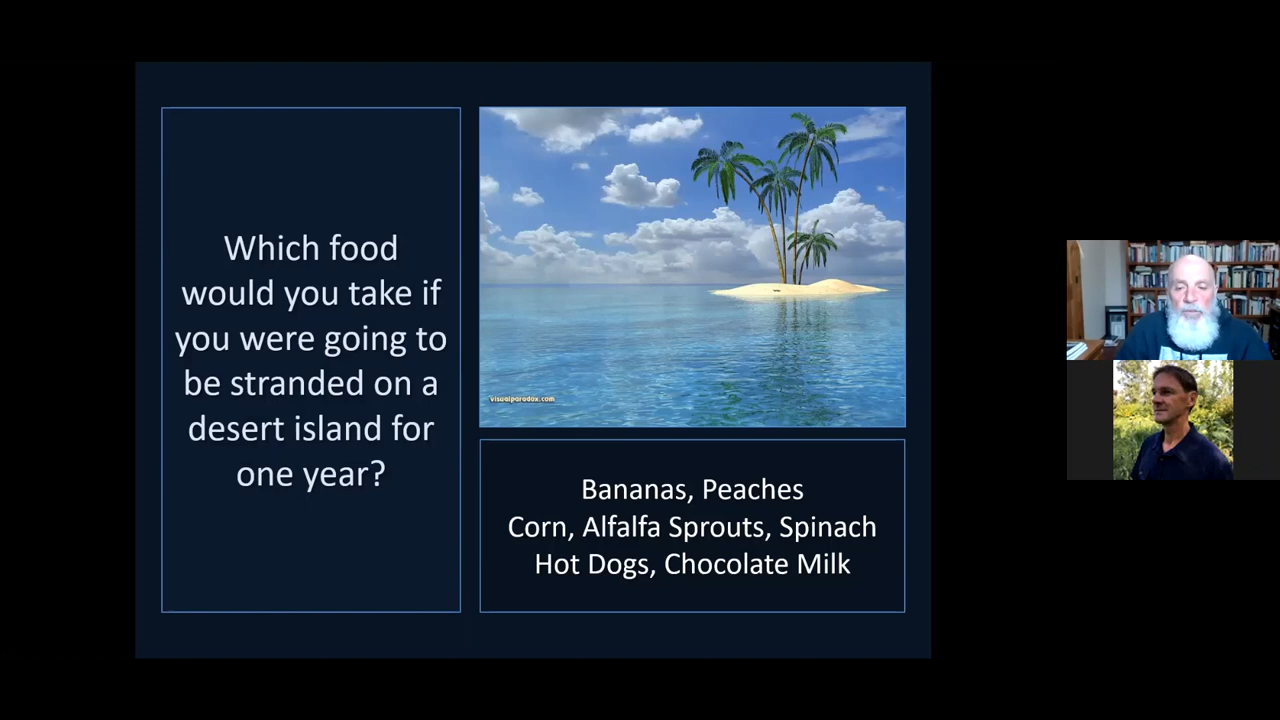 Which food
would you take if
you were going to
be stranded on a
desert island for
one year?
visualparadox.com
Bananas, Peaches
Corn, Alfalfa Sprouts, Spinach
Hot Dogs, Chocolate Milk